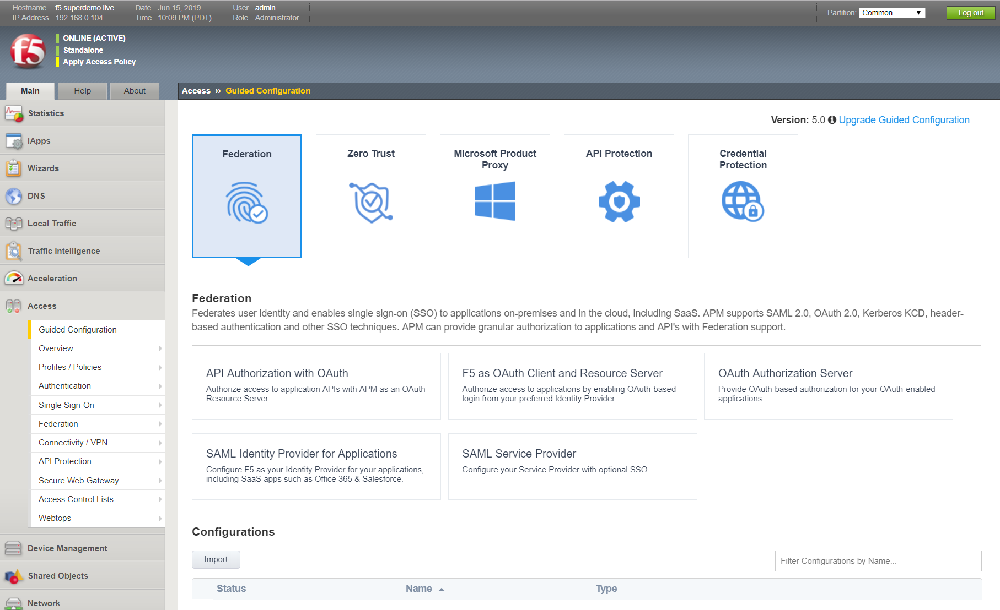 Hostname f5.superdemo.live Date Jun 15, 2019 User admin
IP Address 192.168.0.104 Time 10:09 PM (PDT) Role Administrator
Partition: Common
Log out
f5
ONLINE (ACTIVE)
Standalone
Apply Access Policy
Main Help About
Access ›› Guided Configuration
Statistics
iApps
Wizards
DNS
Local Traffic
Traffic Intelligence
Acceleration
Access
Guided Configuration
Overview
Profiles / Policies
Authentication
Single Sign-On
Federation
Connectivity / VPN
API Protection
Secure Web Gateway
Access Control Lists
Webtops
Device Management
Shared Objects
Network
Version: 5.0 Upgrade Guided Configuration
Federation
Zero Trust
Microsoft Product
Proxy
API Protection
Credential
Protection
Federation
Federates user identity and enables single sign-on (SSO) to applications on-premises and in the cloud, including SaaS. APM supports SAML 2.0, OAuth 2.0, Kerberos KCD, header-
based authentication and other SSO techniques. APM can provide granular authorization to applications and API's with Federation support.
API Authorization with OAuth
Authorize access to application APIs with APM as an OAuth
Resource Server.
F5 as OAuth Client and Resource Server
Authorize access to applications by enabling OAuth-based
login from your preferred Identity Provider.
OAuth Authorization Server
Provide OAuth-based authorization for your OAuth-enabled
applications.
SAML Identity Provider for Applications
Configure F5 as your Identity Provider for your applications,
including SaaS apps such as Office 365 & Salesforce.
SAML Service Provider
Configure your Service Provider with optional SSO.
Configurations
Import
Filter Configurations by Name...
Status Name Type